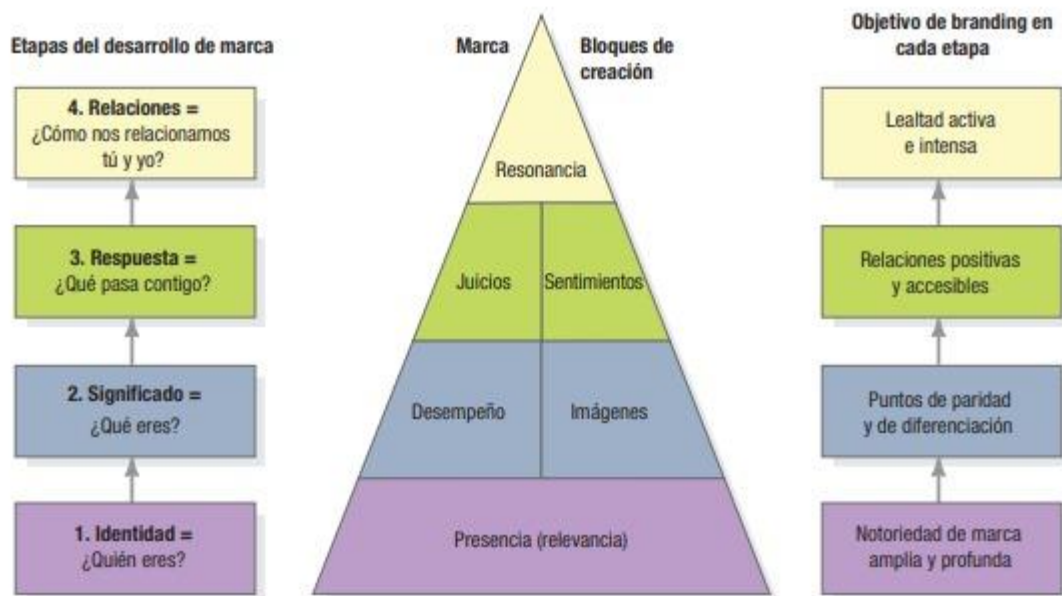 Etapas del desarrollo de marca
4. Relaciones =
¿Cómo nos relacionamos
tú y yo?
3. Respuesta =
¿Qué pasa contigo?
2. Significado =
¿Qué eres?
1. Identidad =
¿Quién eres?
Marca
Bloques de
creación
Resonancia
Juicios
Sentimientos
Desempeño
Imágenes
Presencia (relevancia)
Objetivo de branding en
cada etapa
Lealtad activa
e intensa
Relaciones positivas
y accesibles
Puntos de paridad
y de diferenciación
Notoriedad de marca
amplia y profunda